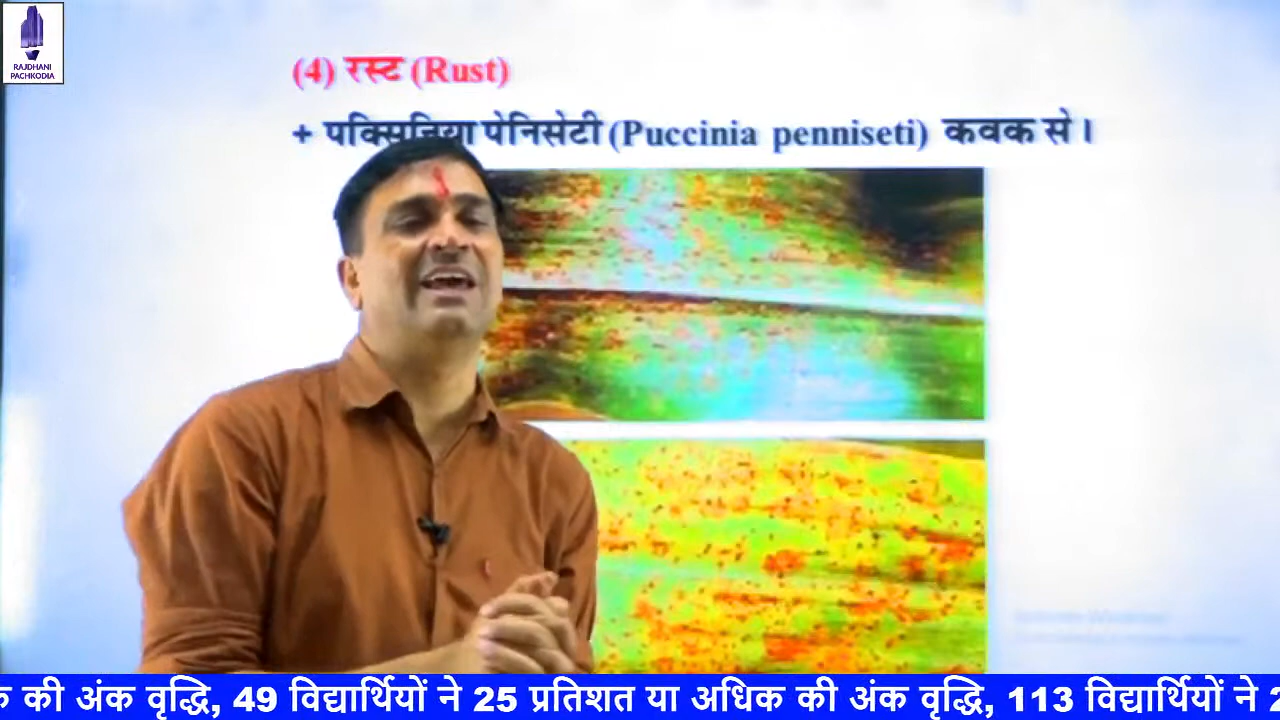 RAJDHANI
PACHKODIA
(4) रस्ट (Rust)
+ पक्सिनिया पेनिसेटी (Puccinia penniseti) कवक से।
की अंक वृद्धि, 49 विद्यार्थियों ने 25 प्रतिशत या अधिक की अंक वृद्धि, 113 विद्यार्थियों ने